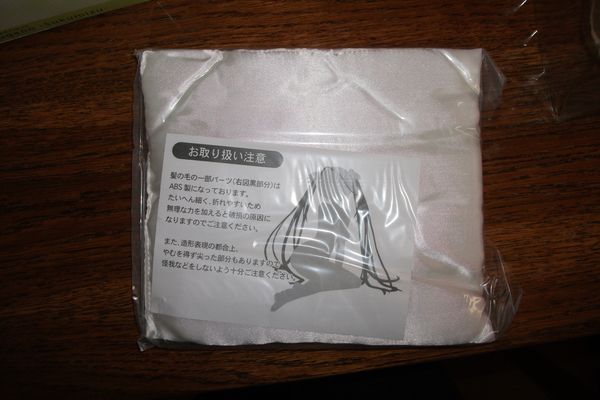 お取り扱い注意
髪の毛の一部パーツ(右図黒部分)は
ABS製になっております。
たいへん細く、折れやすいため
無理な力を加えると破損の原因に
なりますのでご注意ください。
また、造形表現の都合上、
やむを得ず尖った部分もありますので
怪我などをしないよう十分ご注意ください。